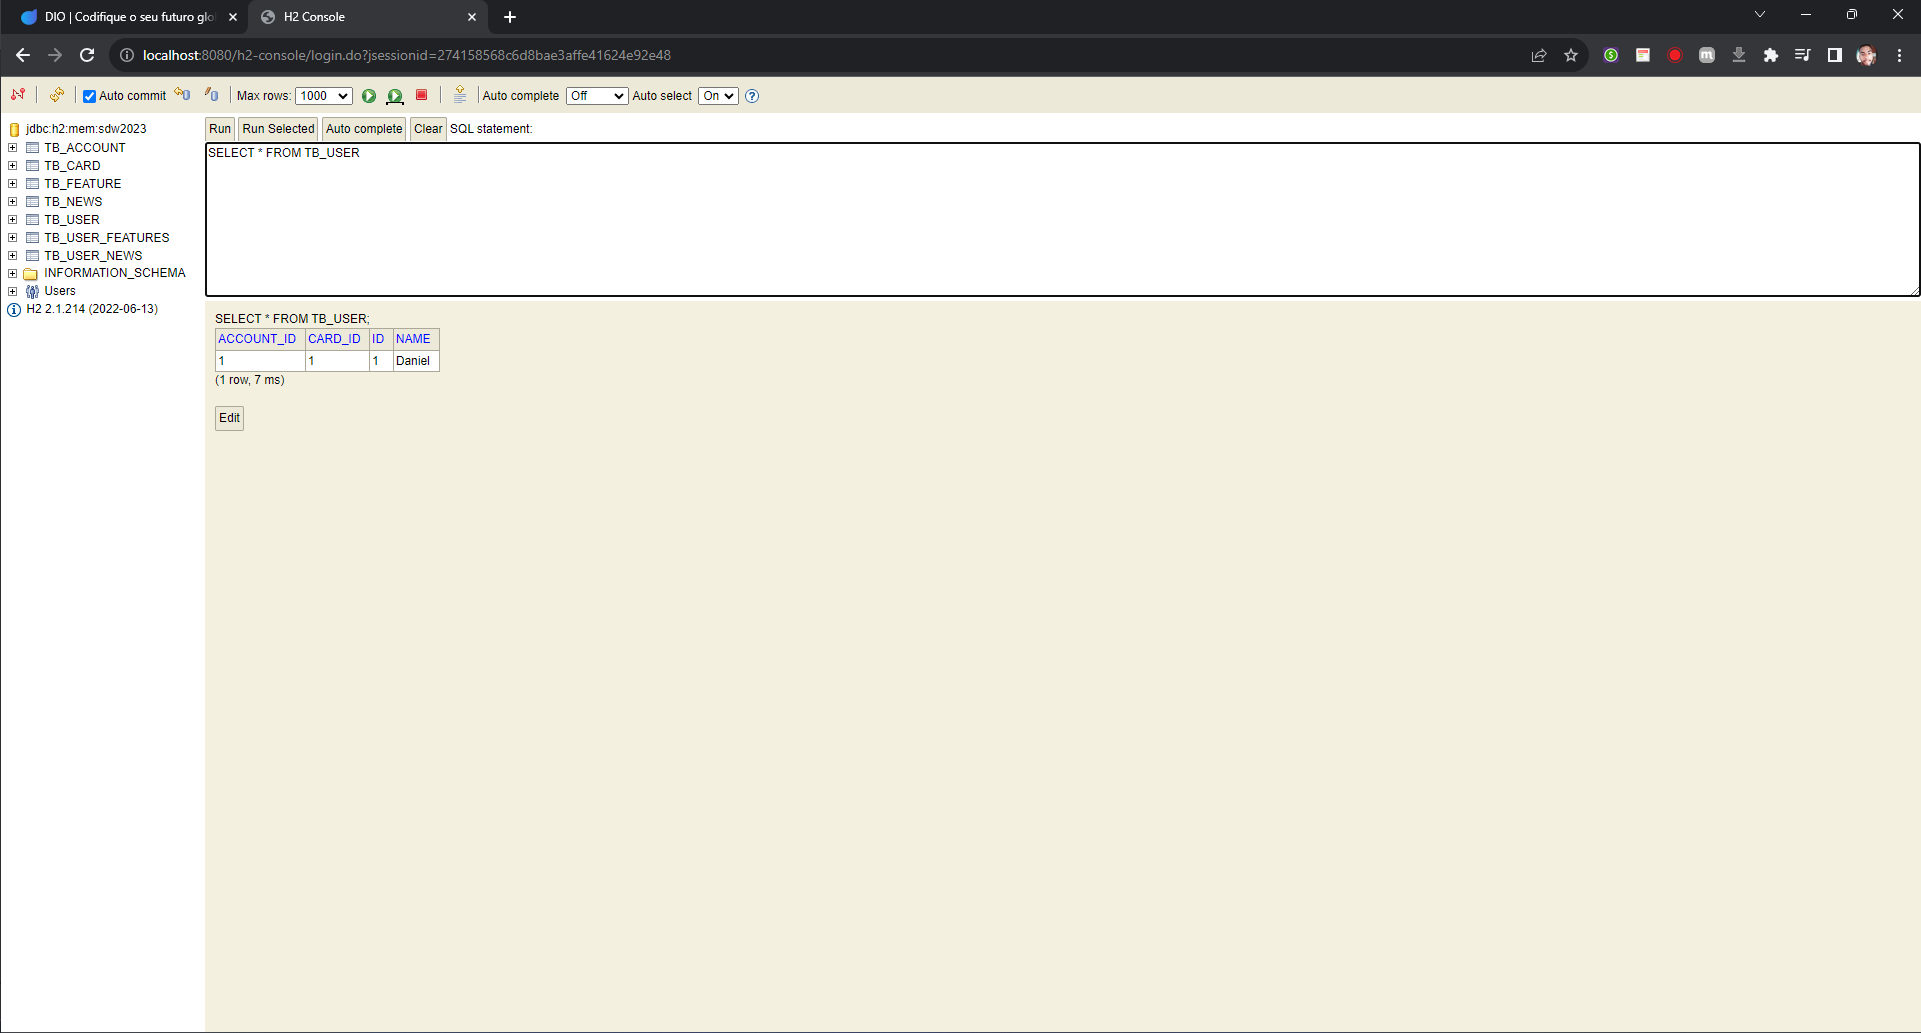 DIO | Codifique o seu futuro glo
H2 Console
localhost:8080/h2-console/login.do?jsessionid=274158568c6d8bae3affe41624e92e48
Auto commit
Max rows: 1000
Auto complete Off
Auto select On
jdbc:h2:mem:sdw2023
TB_ACCOUNT
TB_CARD
TB_FEATURE
TB_NEWS
TB_USER
TB_USER_FEATURES
TB_USER_NEWS
INFORMATION_SCHEMA
Users
H2 2.1.214 (2022-06-13)
Run Run Selected Auto complete Clear SQL statement:
SELECT * FROM TB_USER
SELECT * FROM TB_USER;
ACCOUNT_ID CARD_ID ID NAME
1 1 1 Daniel
(1 row, 7 ms)
Edit